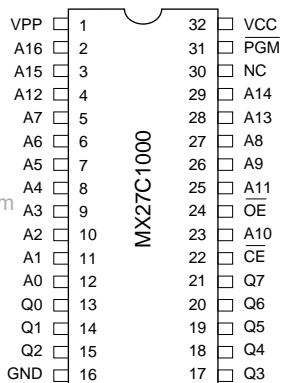 VPP 1 32 VCC
A16 2 31 P̅G̅M̅
A15 3 30 NC
A12 4 29 A14
A7 5 28 A13
A6 6 27 A8
A5 7 26 A9
A4 8 25 A11
A3 9 24 O̅E̅
A2 10 23 A10
A1 11 22 C̅E̅
A0 12 21 Q7
Q0 13 20 Q6
Q1 14 19 Q5
Q2 15 18 Q4
GND 16 17 Q3
MX27C1000